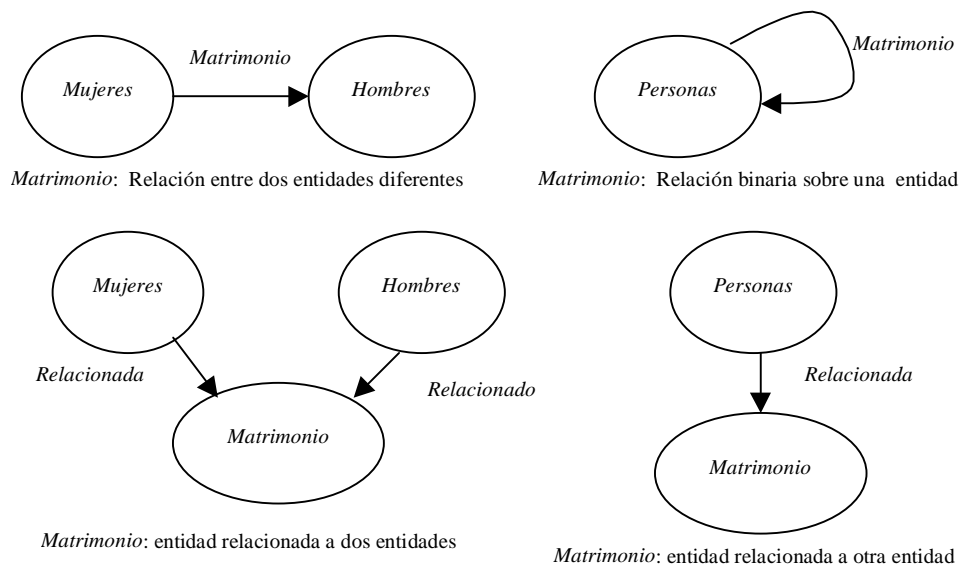 Matrimonio
Mujeres
Hombres
Matrimonio: Relación entre dos entidades diferentes
Matrimonio
Personas
Matrimonio: Relación binaria sobre una entidad
Mujeres
Hombres
Relacionada
Relacionado
Matrimonio
Matrimonio: entidad relacionada a dos entidades
Personas
Relacionada
Matrimonio
Matrimonio: entidad relacionada a otra entidad